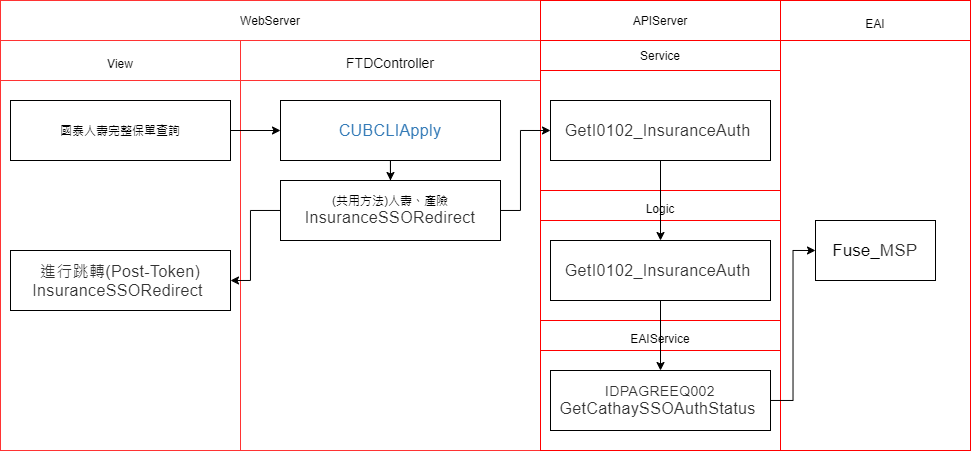 WebServer
APIServer
EAI
View
FTDController
Service
國泰人壽完整保單查詢
CUBCLIApply
GetI0102_InsuranceAuth
(共用方法)人壽、產險
InsuranceSSORedirect
Logic
進行跳轉(Post-Token)
InsuranceSSORedirect
GetI0102_InsuranceAuth
Fuse_MSP
EAIService
IDPAGREEQ002
GetCathaySSOAuthStatus